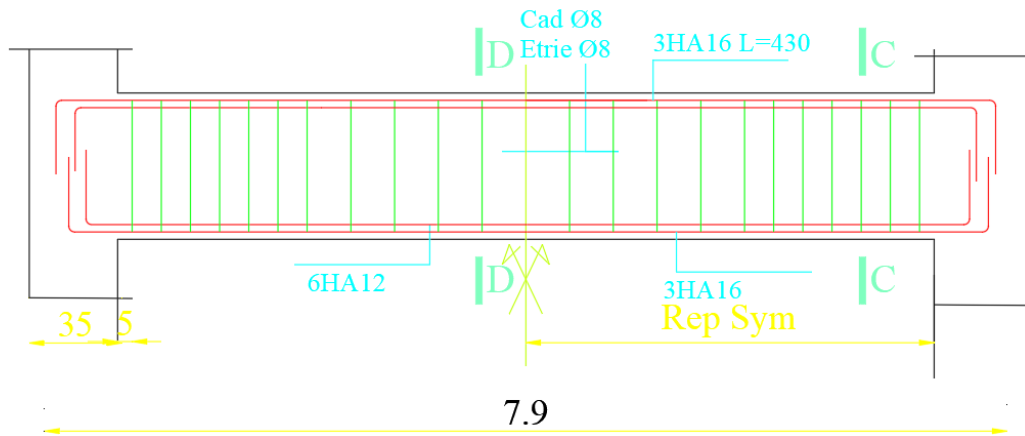 Cad Ø8
Etrie Ø8
3HA16 L=430
D
C
6HA12
D
3HA16
C
35
5
Rep Sym
7.9